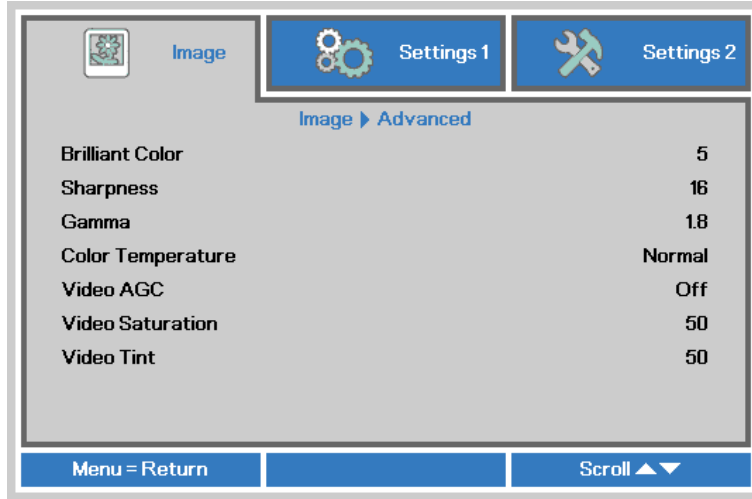 Image Settings 1 Settings 2
Image ▶ Advanced
Brilliant Color 5
Sharpness 16
Gamma 1.8
Color Temperature Normal
Video AGC Off
Video Saturation 50
Video Tint 50
Menu = Return Scroll ▲▼